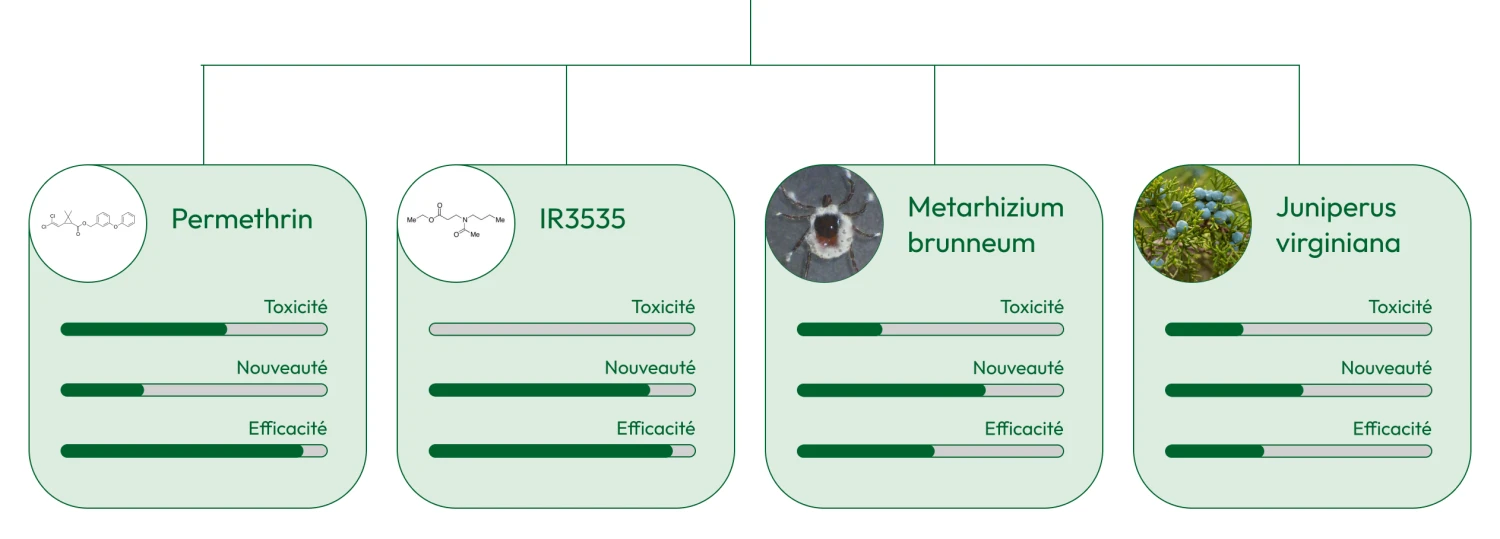 Permethrin
Cl
Cl
O
O
O
Toxicité
Nouveauté
Efficacité
IR3535
Me
O
O
N
Me
O
Me
Toxicité
Nouveauté
Efficacité
Metarhizium
brunneum
Toxicité
Nouveauté
Efficacité
Juniperus
virginiana
Toxicité
Nouveauté
Efficacité